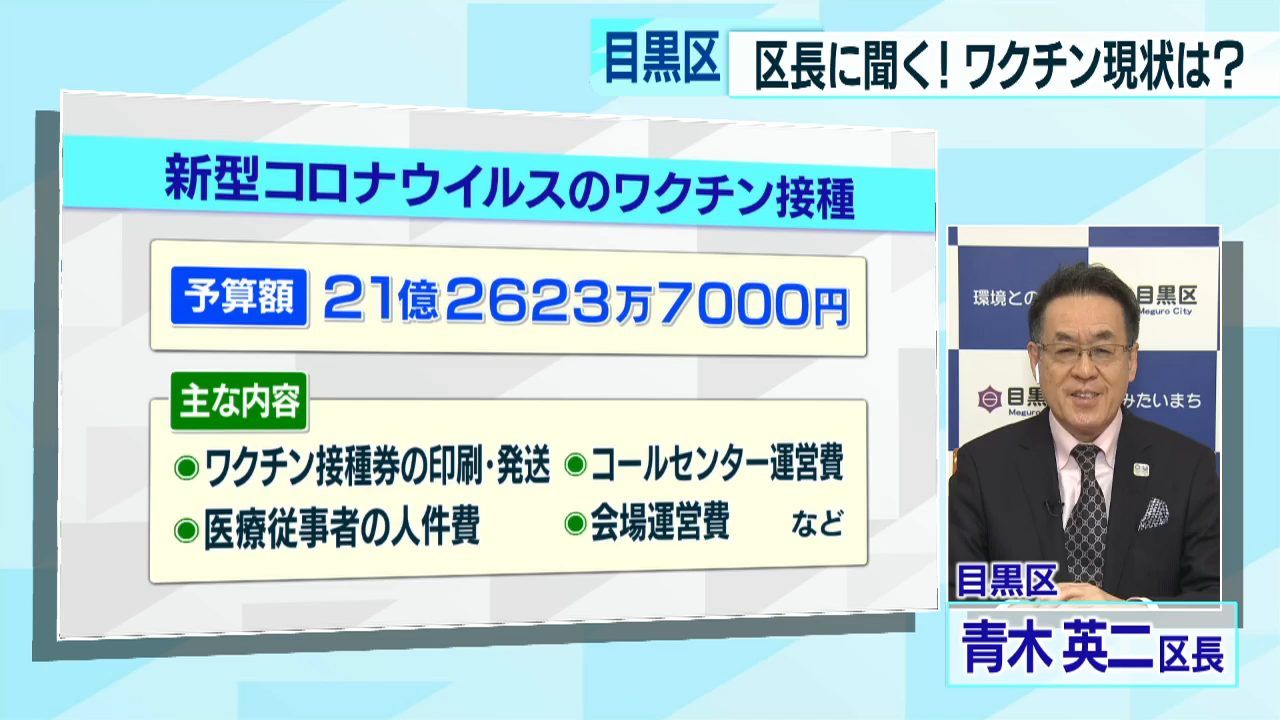 目黒区
区長に聞く!ワクチン現状は?
新型コロナウイルスのワクチン接種
予算額 21億2623万7000円
主な内容
◉ワクチン接種券の印刷・発送 ◉コールセンター運営費
◉医療従事者の人件費 ◉会場運営費 など
環境との
目黒区
Meguro City
目黒
Meguro
みたいまち
目黒区
青木 英二 区長